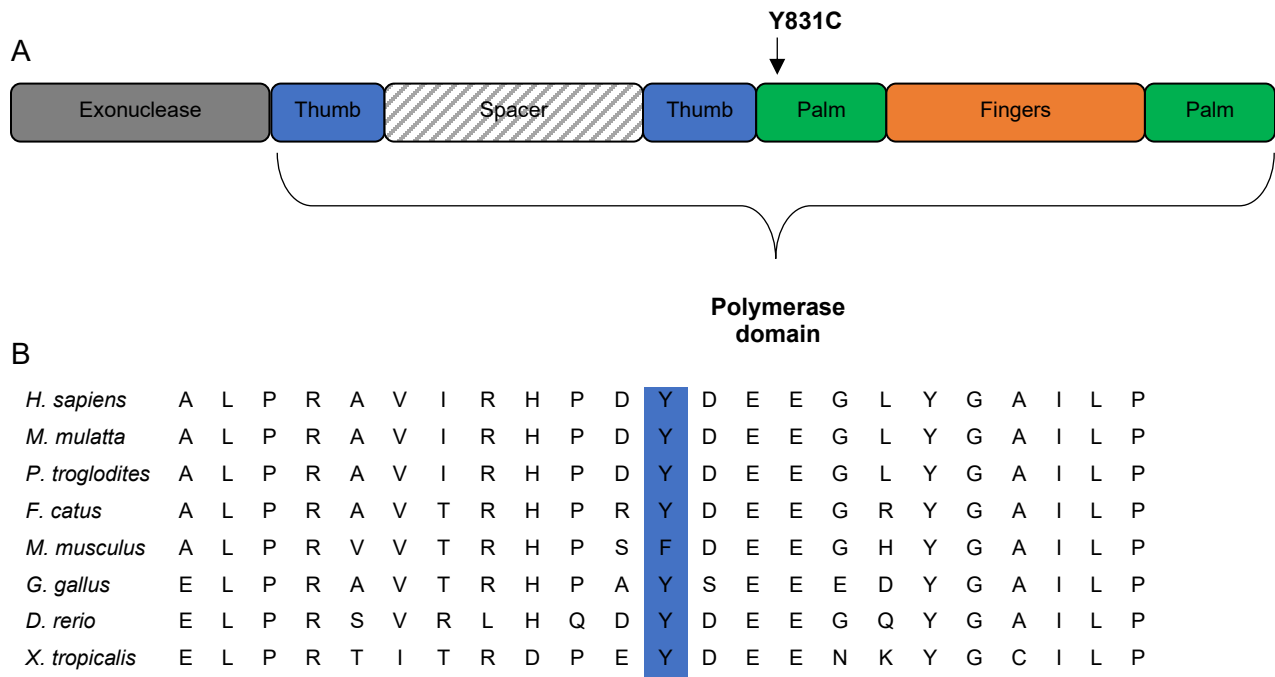 Y831C
A
Exonuclease Thumb Spacer Thumb Palm Fingers Palm
Polymerase
domain
B
H. sapiens A L P R A V I R H P D Y D E E G L Y G A I L P
M. mulatta A L P R A V I R H P D Y D E E G L Y G A I L P
P. troglodites A L P R A V I R H P D Y D E E G L Y G A I L P
F. catus A L P R A V T R H P R Y D E E G R Y G A I L P
M. musculus A L P R V V T R H P S F D E E G H Y G A I L P
G. gallus E L P R A V T R H P A Y S E E E D Y G A I L P
D. rerio E L P R S V R L H Q D Y D E E G Q Y G A I L P
X. tropicalis E L P R T I T R D P E Y D E E N K Y G C I L P